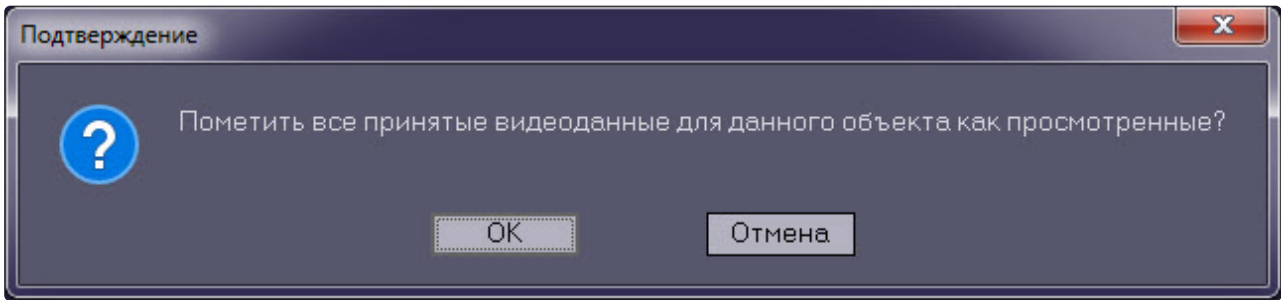 Подтверждение
Пометить все принятые видеоданные для данного объекта как просмотренные?
OK
Отмена